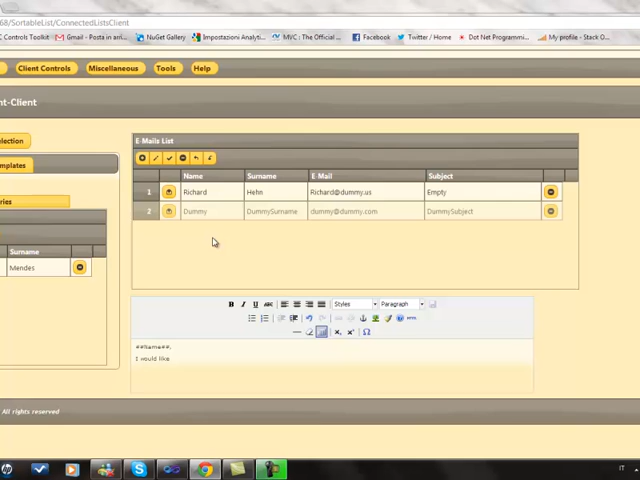 68/SortableList/ConnectedListsClient
C Controls Toolkit Gmail - Posta in arri... NuGet Gallery Impostazioni Analyti... MVC : The Official ... Facebook Twitter / Home Dot Net Programmi... My profile - Stack O...
Client Controls Miscellaneous Tools Help
nt-Client
election
mplates
ries
Surname
Mendes
E-Mails List
Name Surname E-Mail Subject
1 Richard Hehn Richard@dummy.us Empty
2 Dummy DummySurname dummy@dummy.com DummySubject
B I U ABC Styles Paragraph
HTML
##Name##,
I would like
All rights reserved
IT